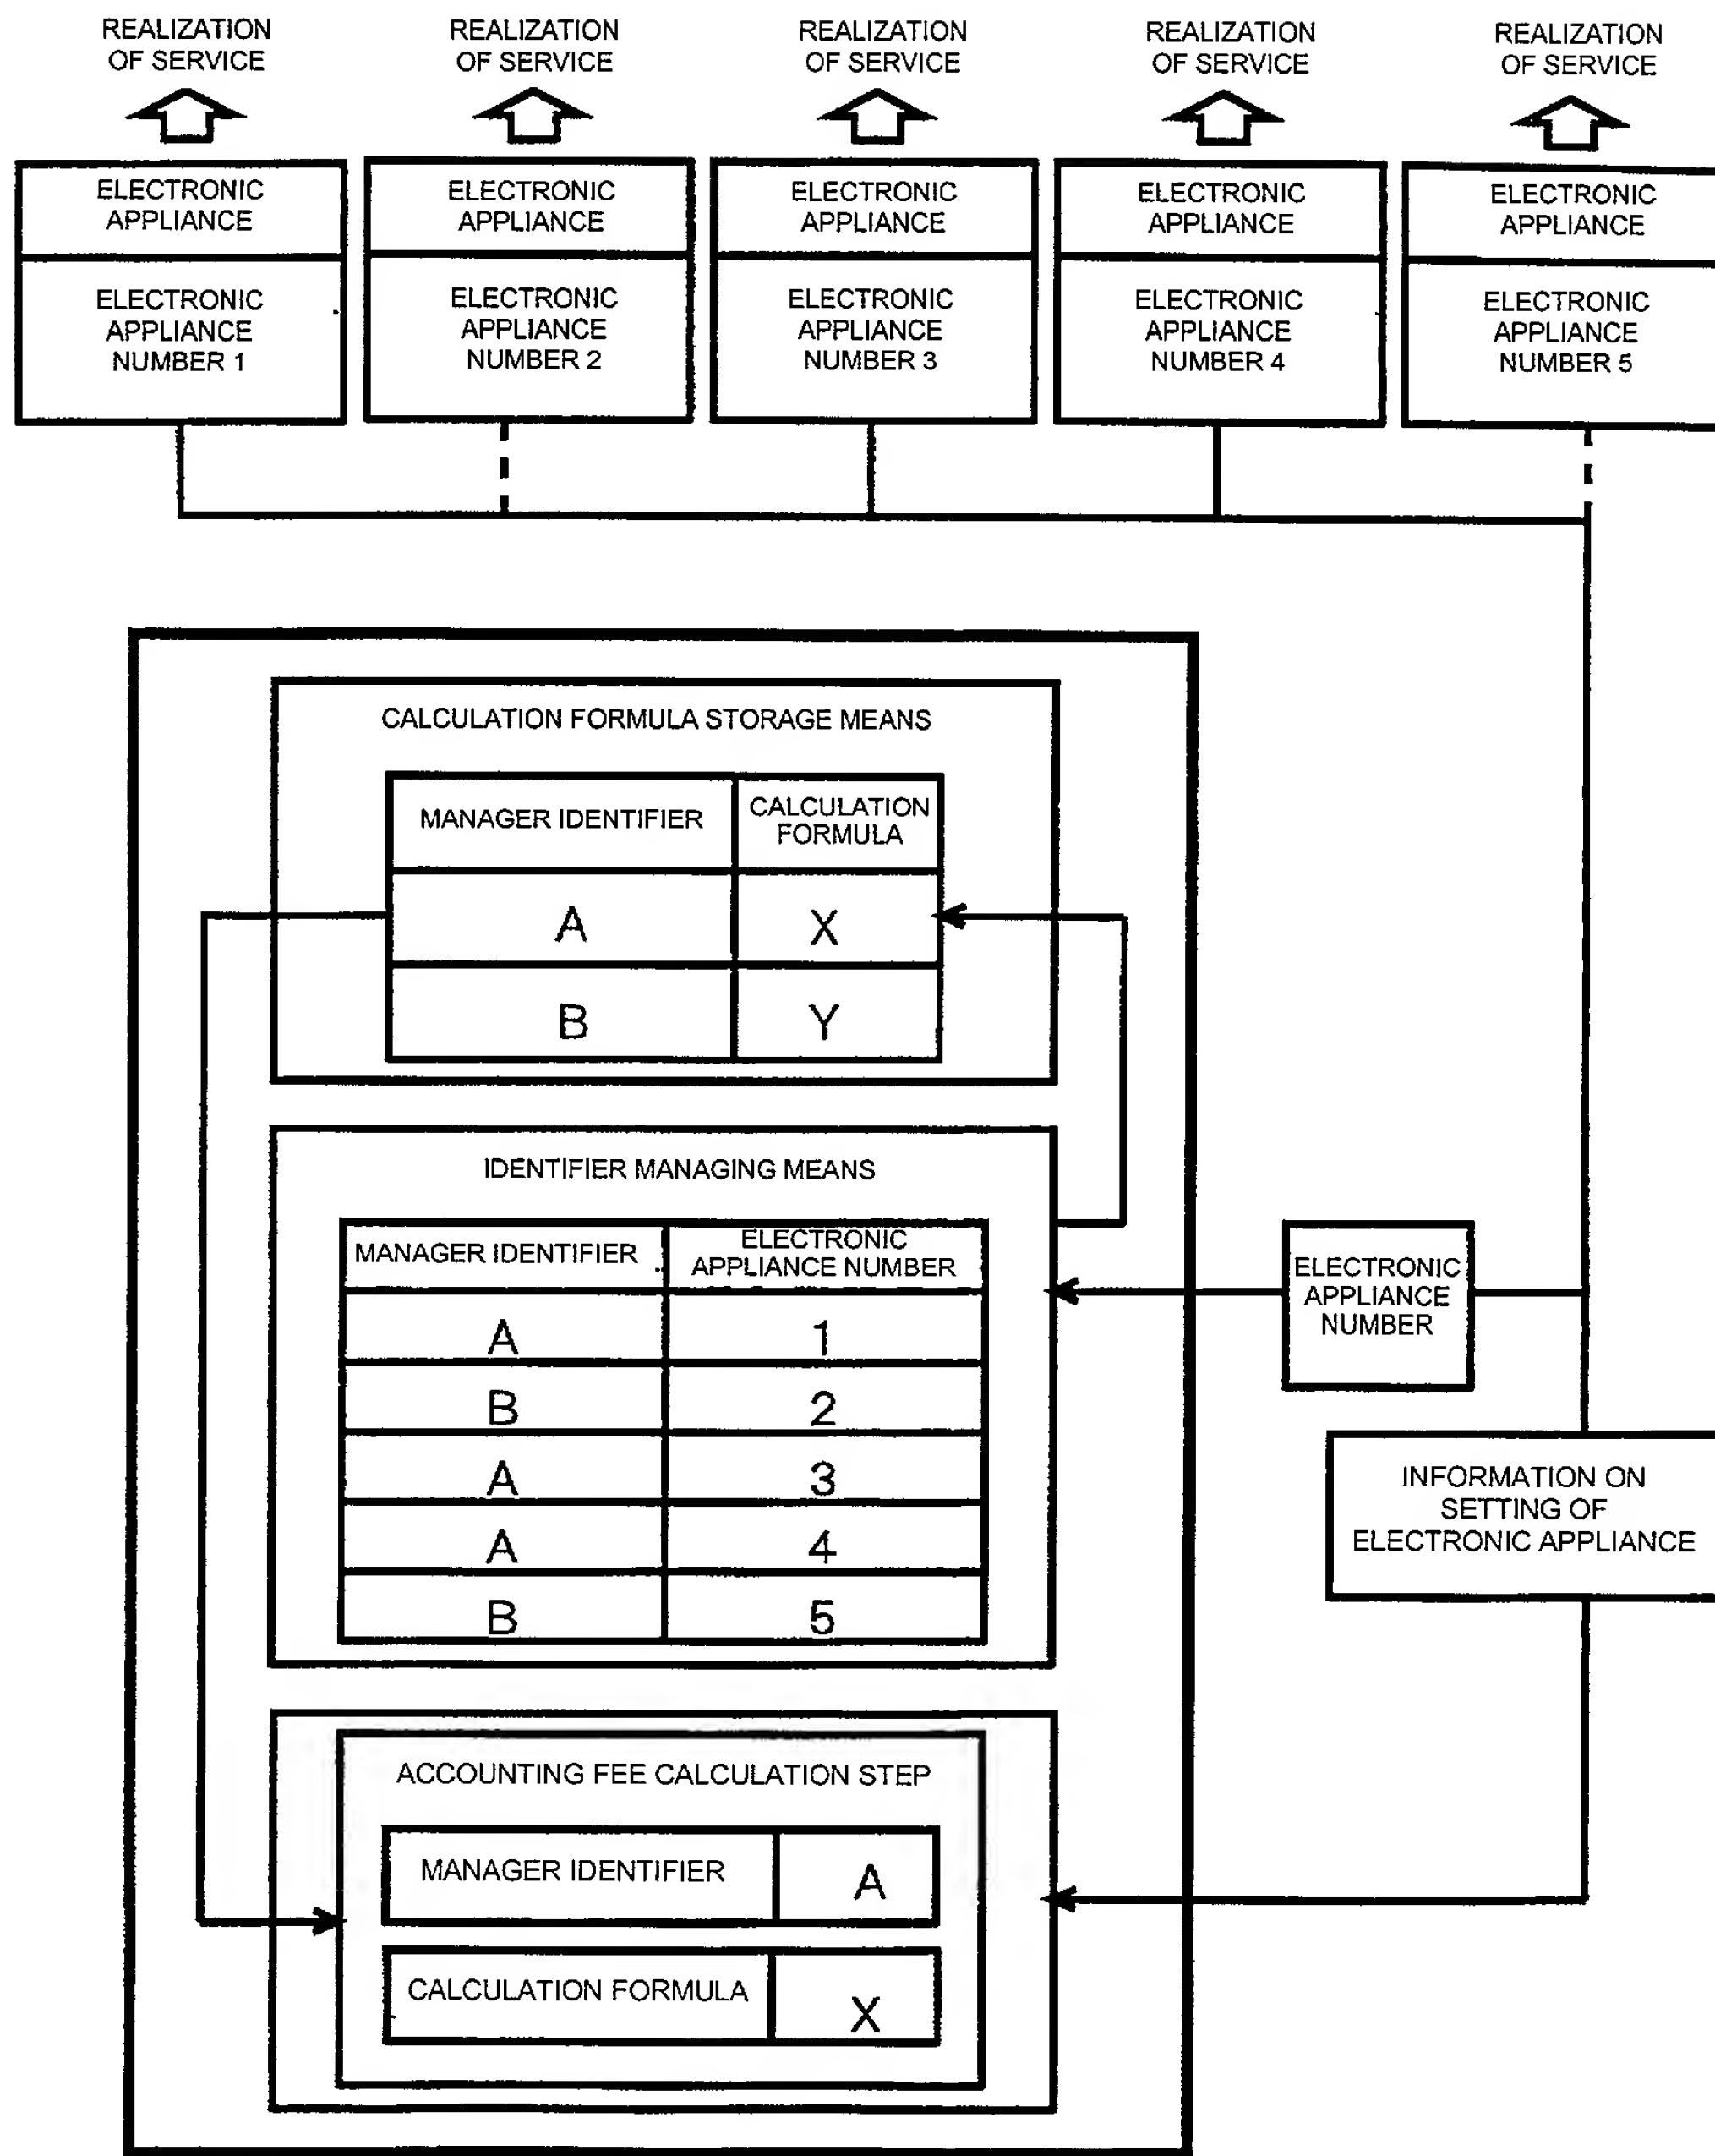 REALIZATION
OF SERVICE
REALIZATION
OF SERVICE
REALIZATION
OF SERVICE
REALIZATION
OF SERVICE
REALIZATION
OF SERVICE
ELECTRONIC
APPLIANCE
ELECTRONIC
APPLIANCE
ELECTRONIC
APPLIANCE
ELECTRONIC
APPLIANCE
ELECTRONIC
APPLIANCE
ELECTRONIC
APPLIANCE
NUMBER 1
ELECTRONIC
APPLIANCE
NUMBER 2
ELECTRONIC
APPLIANCE
NUMBER 3
ELECTRONIC
APPLIANCE
NUMBER 4
ELECTRONIC
APPLIANCE
NUMBER 5
CALCULATION FORMULA STORAGE MEANS
MANAGER IDENTIFIER
CALCULATION
FORMULA
A
X
B
Y
IDENTIFIER MANAGING MEANS
MANAGER IDENTIFIER
ELECTRONIC
APPLIANCE NUMBER
A
1
B
2
A
3
A
4
B
5
ELECTRONIC
APPLIANCE
NUMBER
INFORMATION ON
SETTING OF
ELECTRONIC APPLIANCE
ACCOUNTING FEE CALCULATION STEP
MANAGER IDENTIFIER
A
CALCULATION FORMULA
X